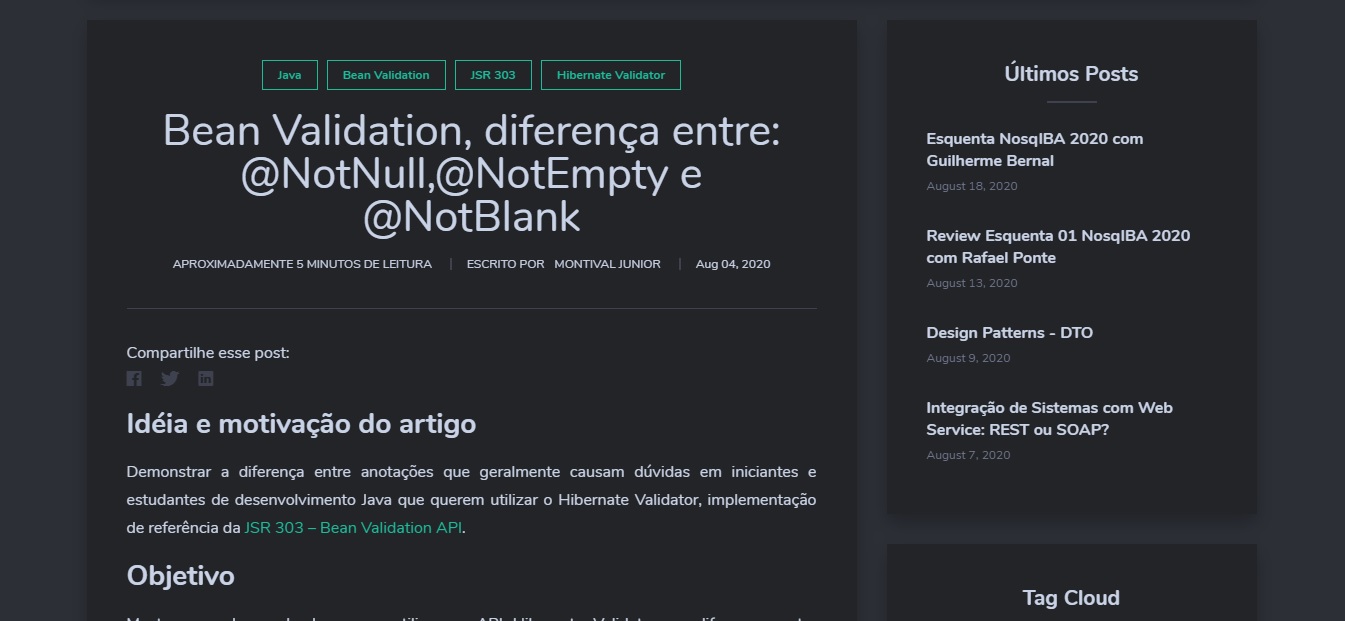 Java Bean Validation JSR 303 Hibernate Validator
Bean Validation, diferença entre:
@NotNull,@NotEmpty e
@NotBlank
APROXIMADAMENTE 5 MINUTOS DE LEITURA | ESCRITO POR MONTIVAL JUNIOR | Aug 04, 2020
Compartilhe esse post:
Idéia e motivação do artigo
Demonstrar a diferença entre anotações que geralmente causam dúvidas em iniciantes e
estudantes de desenvolvimento Java que querem utilizar o Hibernate Validator, implementação
de referência da JSR 303 – Bean Validation API.
Objetivo
Últimos Posts
Esquenta NosqlBA 2020 com
Guilherme Bernal
August 18, 2020
Review Esquenta 01 NosqlBA 2020
com Rafael Ponte
August 13, 2020
Design Patterns - DTO
August 9, 2020
Integração de Sistemas com Web
Service: REST ou SOAP?
August 7, 2020
Tag Cloud